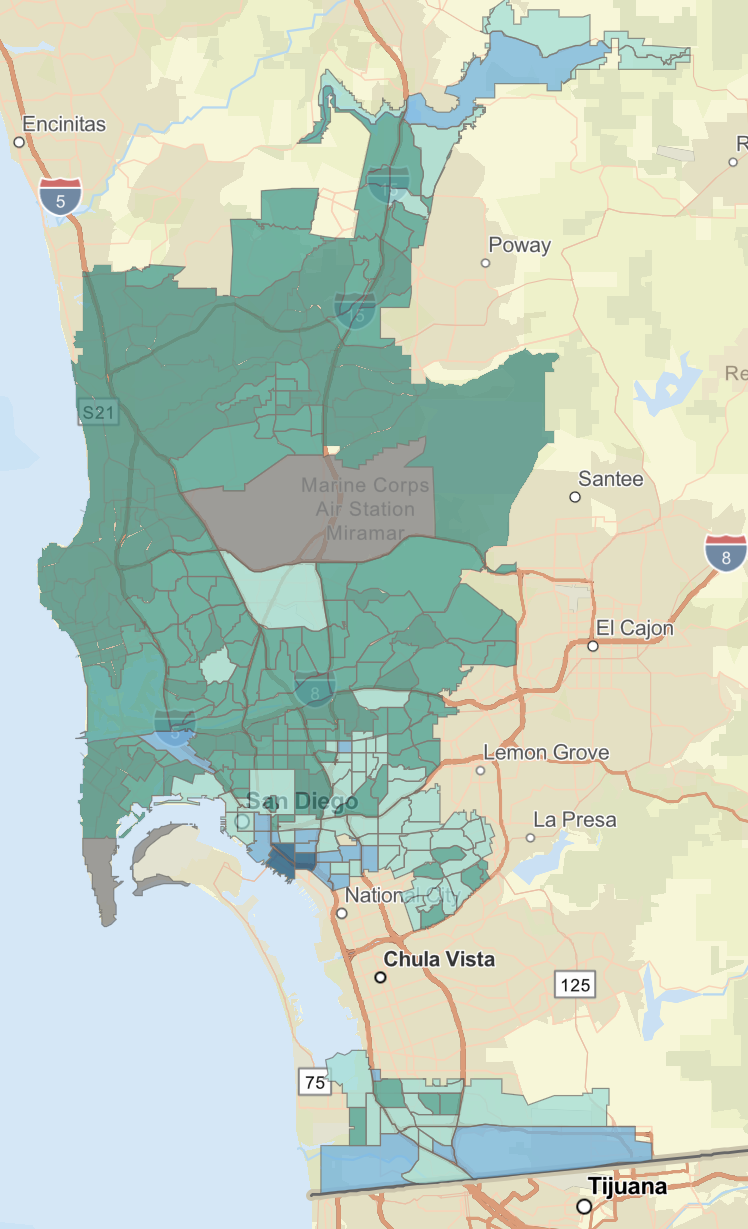 Encinitas
R
5
15
Poway
15
Re
S21
Marine Corps
Air Station
Miramar
Santee
8
El Cajon
8
5
Lemon Grove
San Diego
La Presa
National City
Chula Vista
125
75
Tijuana